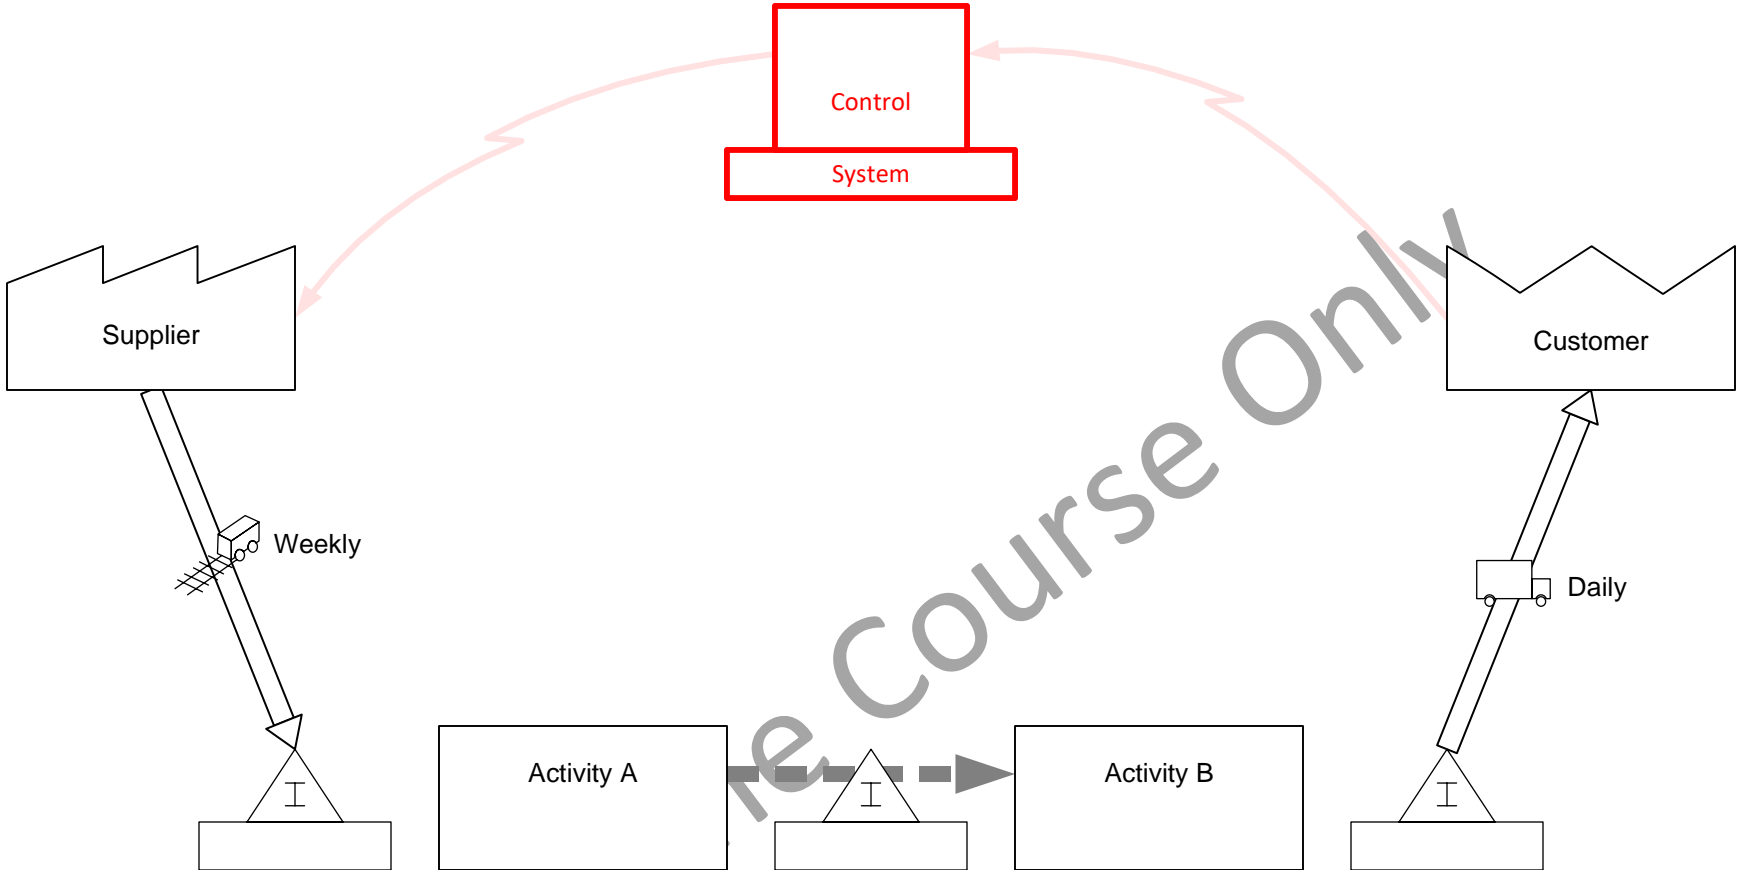 Control
System
Supplier
Customer
Weekly
Daily
Activity A
Activity B
I
I
I
Course Only